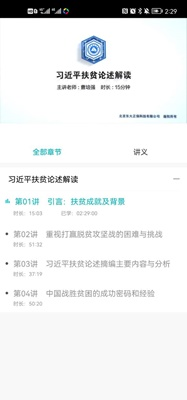 2:29
习近平扶贫论述解读
主讲老师：曹培强 时长：15分钟
全部章节
讲义
习近平扶贫论述解读
第01讲 引言：扶贫成就及背景
时长：15:03 已学：02:29:00
第02讲 重视打赢脱贫攻坚战的困难与挑战
时长：51:32
第03讲 习近平扶贫论述摘编主要内容与分析
时长：37:19
第04讲 中国战胜贫困的成功密码和经验
时长：50:31